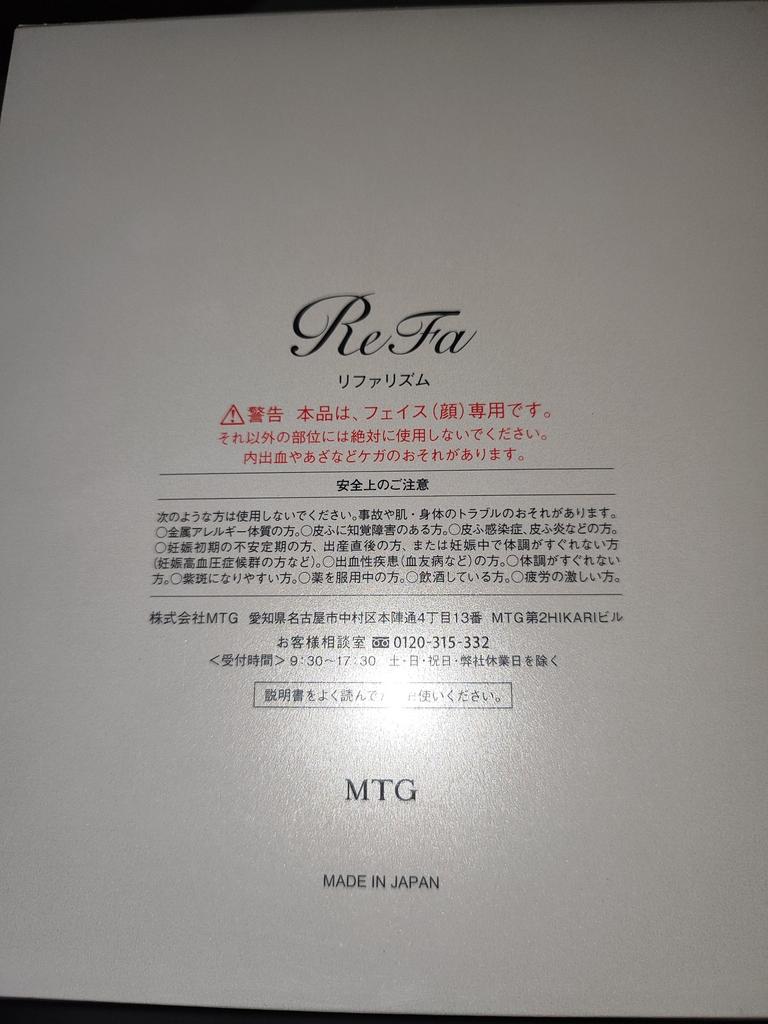 ReFa
リファリズム
⚠警告 本品は、フェイス(顔)専用です。
それ以外の部位には絶対に使用しないでください。
内出血やあざなどケガのおそれがあります。
安全上のご注意
次のような方は使用しないでください。事故や肌・身体のトラブルのおそれがあります。
○金属アレルギー体質の方。○皮ふに知覚障害のある方。○皮ふ感染症、皮ふ炎などの方。
○妊娠初期の不安定期の方、出産直後の方、または妊娠中で体調がすぐれない方
(妊娠高血圧症候群の方など)。○出血性疾患(血友病など)の方。○体調がすぐれない
方。○紫斑になりやすい方。○薬を服用中の方。○飲酒している方。○疲労の激しい方。
株式会社MTG 愛知県名古屋市中村区本陣通4丁目13番 MTG第2HIKARIビル
お客様相談室 0120-315-332
<受付時間> 9:30〜17:30 土・日・祝日・弊社休業日を除く
説明書をよく読んで 使いください。
MTG
MADE IN JAPAN